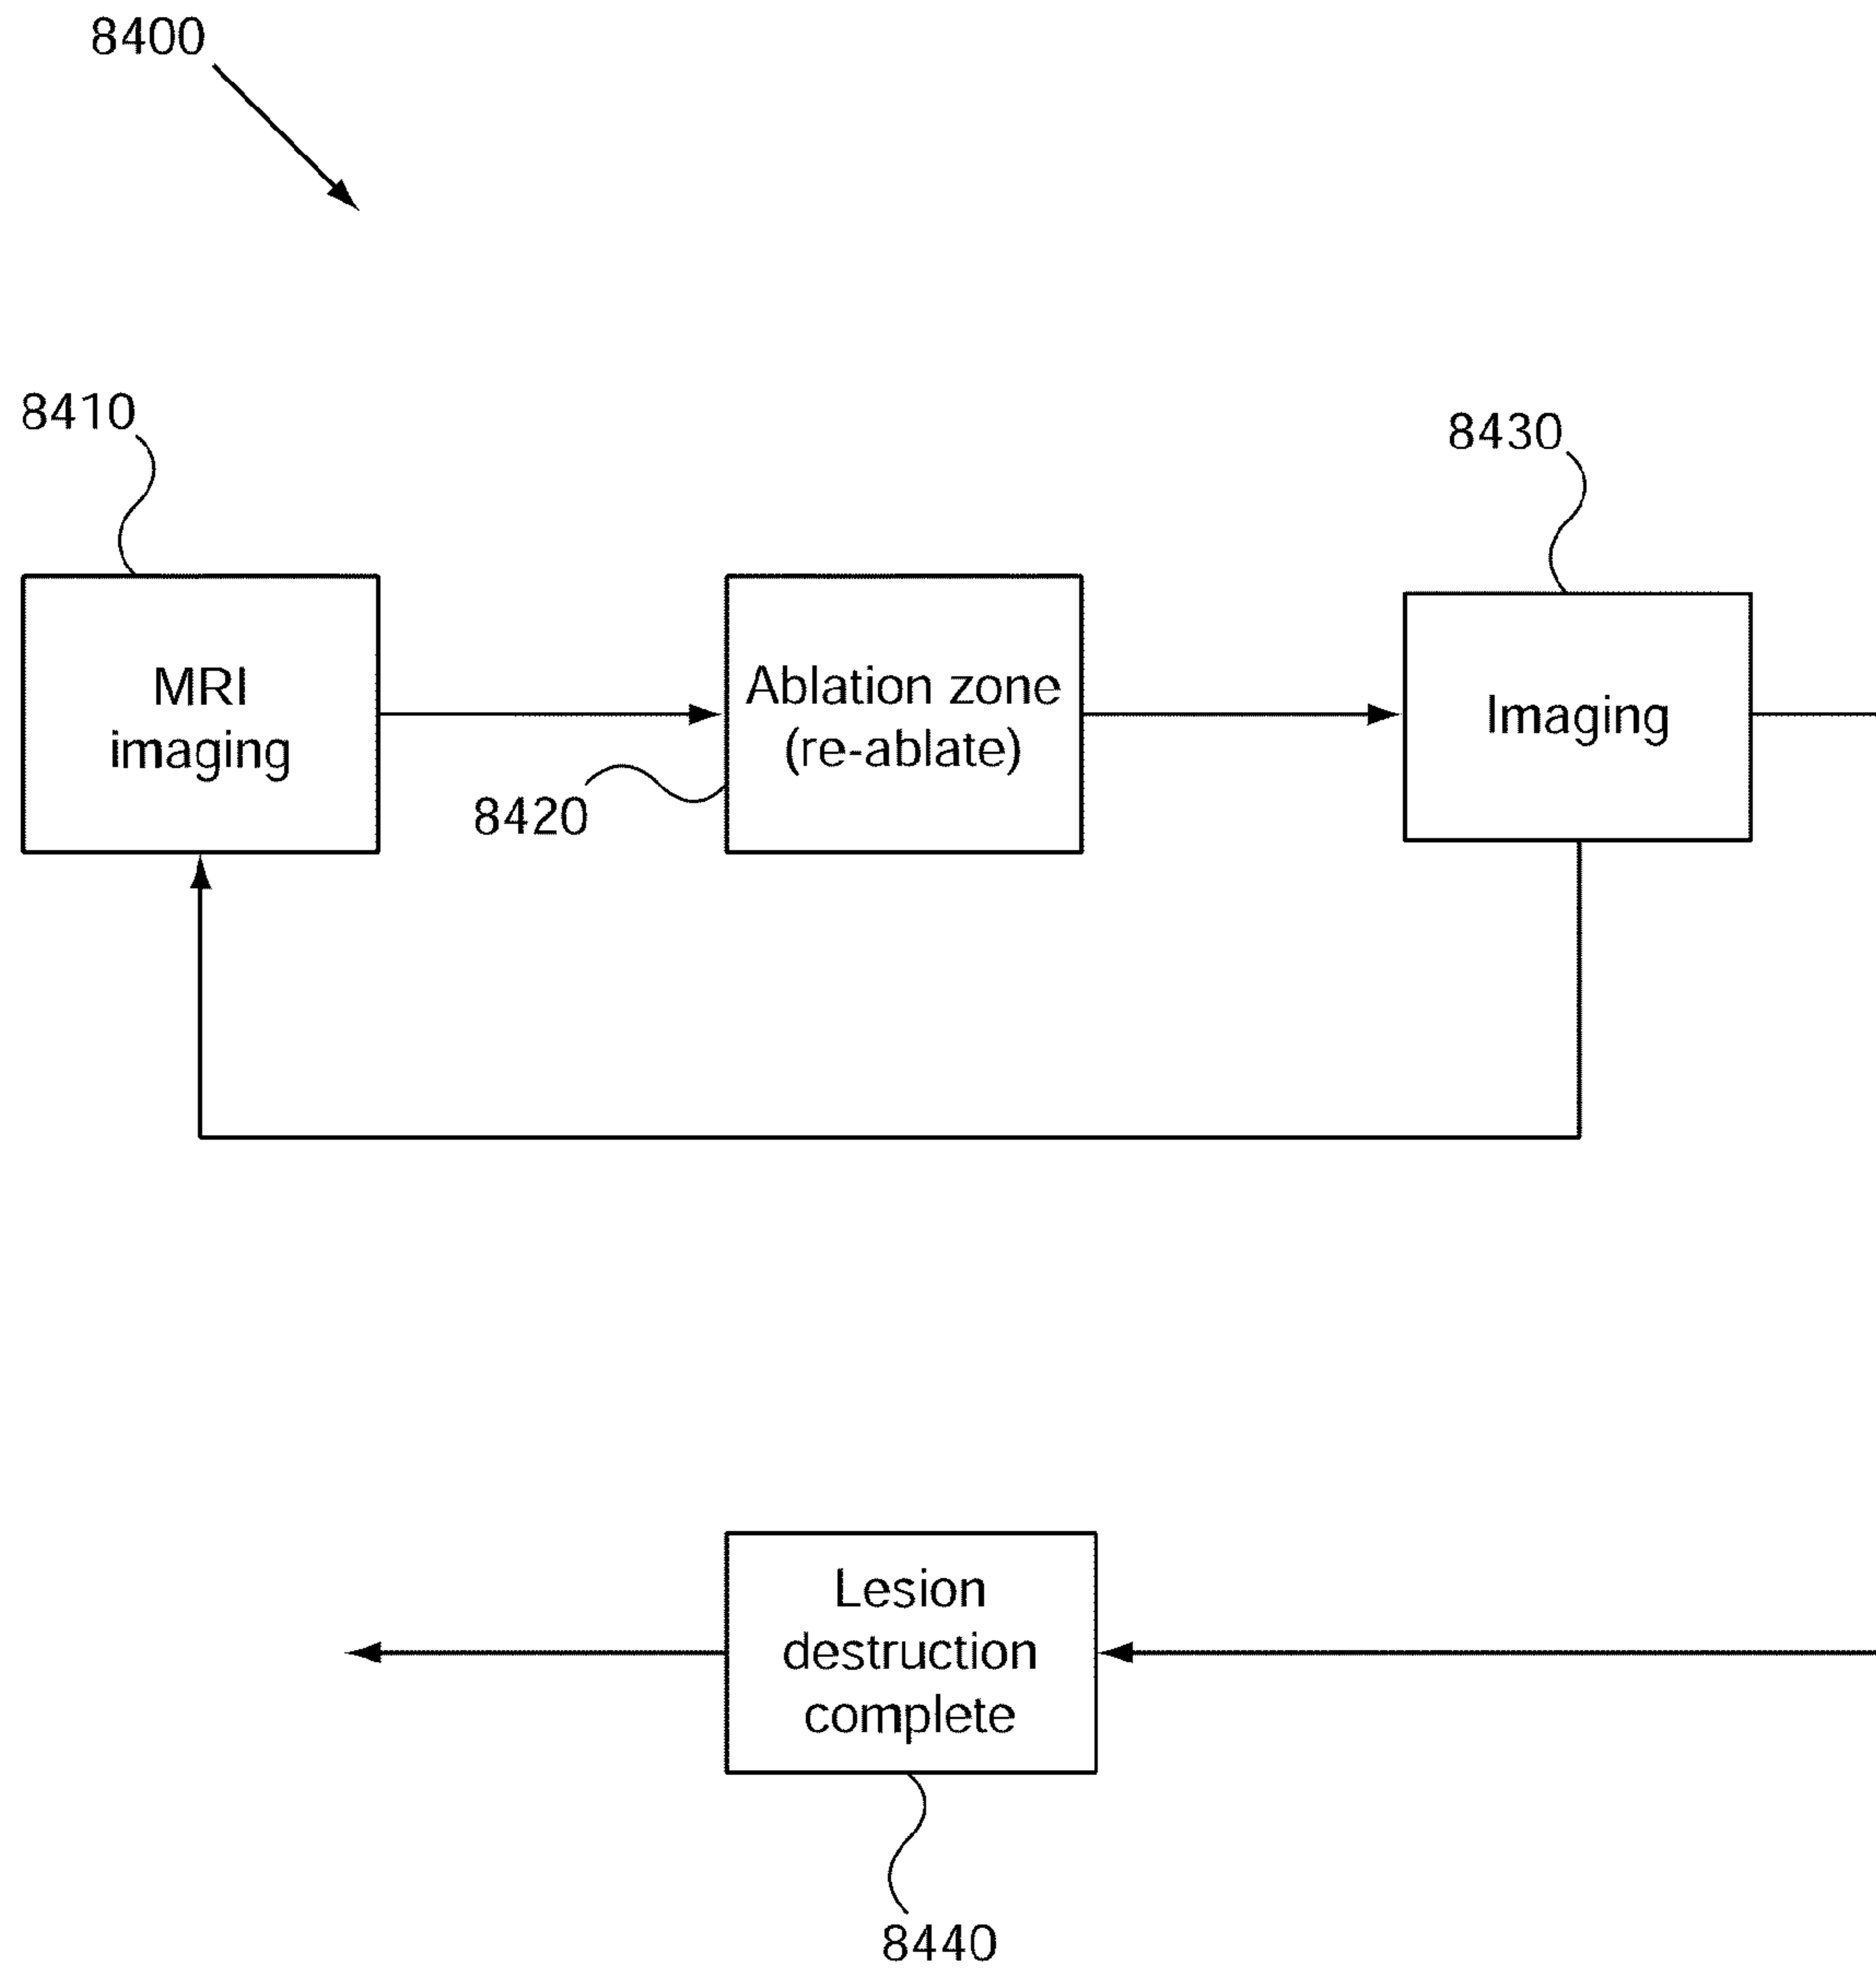 8400
8410
8430
MRI
imaging
Ablation zone
(re-ablate)
Imaging
8420
Lesion
destruction
complete
8440